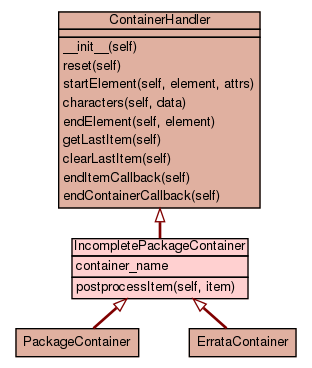 ContainerHandler
__init__(self)
reset(self)
startElement(self, element, attrs)
characters(self, data)
endElement(self, element)
getLastItem(self)
clearLastItem(self)
endItemCallback(self)
endContainerCallback(self)
IncompletePackageContainer
container_name
postprocessItem(self, item)
PackageContainer
ErrataContainer